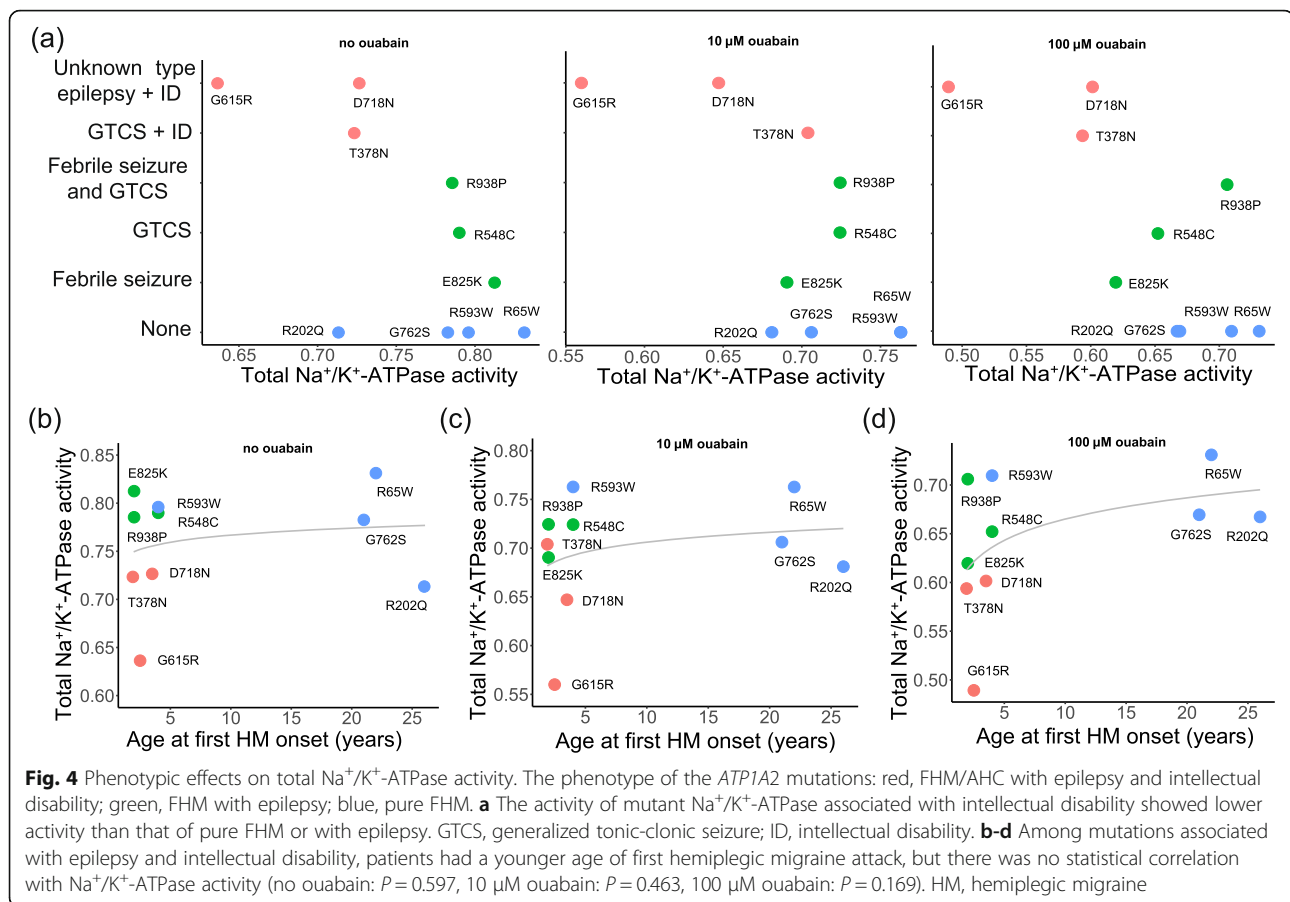 (a)
no ouabain
10 µM ouabain
100 µM ouabain
Unknown type
epilepsy + ID
GTCS + ID
Febrile seizure
and GTCS
GTCS
Febrile seizure
None
G615R
D718N
T378N
R938P
R548C
E825K
R593W
R65W
R202Q
G762S
0.65
0.70
0.75
0.80
Total Na⁺/K⁺-ATPase activity
G615R
D718N
T378N
R938P
R548C
E825K
R65W
G762S
R202Q
R593W
0.55
0.60
0.65
0.70
0.75
Total Na⁺/K⁺-ATPase activity
G615R
D718N
T378N
R938P
R548C
E825K
R593W
R65W
R202Q
G762S
0.50
0.55
0.60
0.65
0.70
Total Na⁺/K⁺-ATPase activity
(b)
no ouabain
Total Na⁺/K⁺-ATPase activity
0.85
0.80
0.75
0.70
0.65
0.60
E825K
R593W
R548C
R938P
R65W
G762S
D718N
T378N
R202Q
G615R
5
10
15
20
25
Age at first HM onset (years)
(c)
10 µM ouabain
Total Na⁺/K⁺-ATPase activity
0.80
0.75
0.70
0.65
0.60
0.55
R593W
R938P
R548C
R65W
T378N
E825K
G762S
R202Q
D718N
G615R
5
10
15
20
25
Age at first HM onset (years)
(d)
100 µM ouabain
Total Na⁺/K⁺-ATPase activity
0.70
0.65
0.60
0.55
0.50
R593W
R938P
R65W
R548C
G762S
R202Q
E825K
D718N
T378N
G615R
5
10
15
20
25
Age at first HM onset (years)
Fig. 4 Phenotypic effects on total Na⁺/K⁺-ATPase activity. The phenotype of the ATP1A2 mutations: red, FHM/AHC with epilepsy and intellectual
disability; green, FHM with epilepsy; blue, pure FHM. a The activity of mutant Na⁺/K⁺-ATPase associated with intellectual disability showed lower
activity than that of pure FHM or with epilepsy. GTCS, generalized tonic-clonic seizure; ID, intellectual disability. b-d Among mutations associated
with epilepsy and intellectual disability, patients had a younger age of first hemiplegic migraine attack, but there was no statistical correlation
with Na⁺/K⁺-ATPase activity (no ouabain: P = 0.597, 10 µM ouabain: P = 0.463, 100 µM ouabain: P = 0.169). HM, hemiplegic migraine